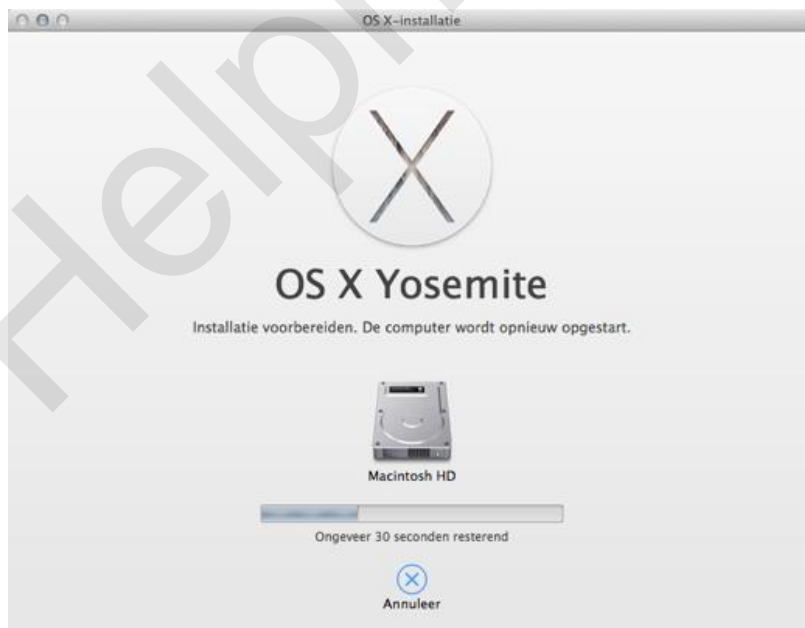 OS X-installatie
OS X Yosemite
Installatie voorbereiden. De computer wordt opnieuw opgestart.
Macintosh HD
Ongeveer 30 seconden resterend
Annuleer